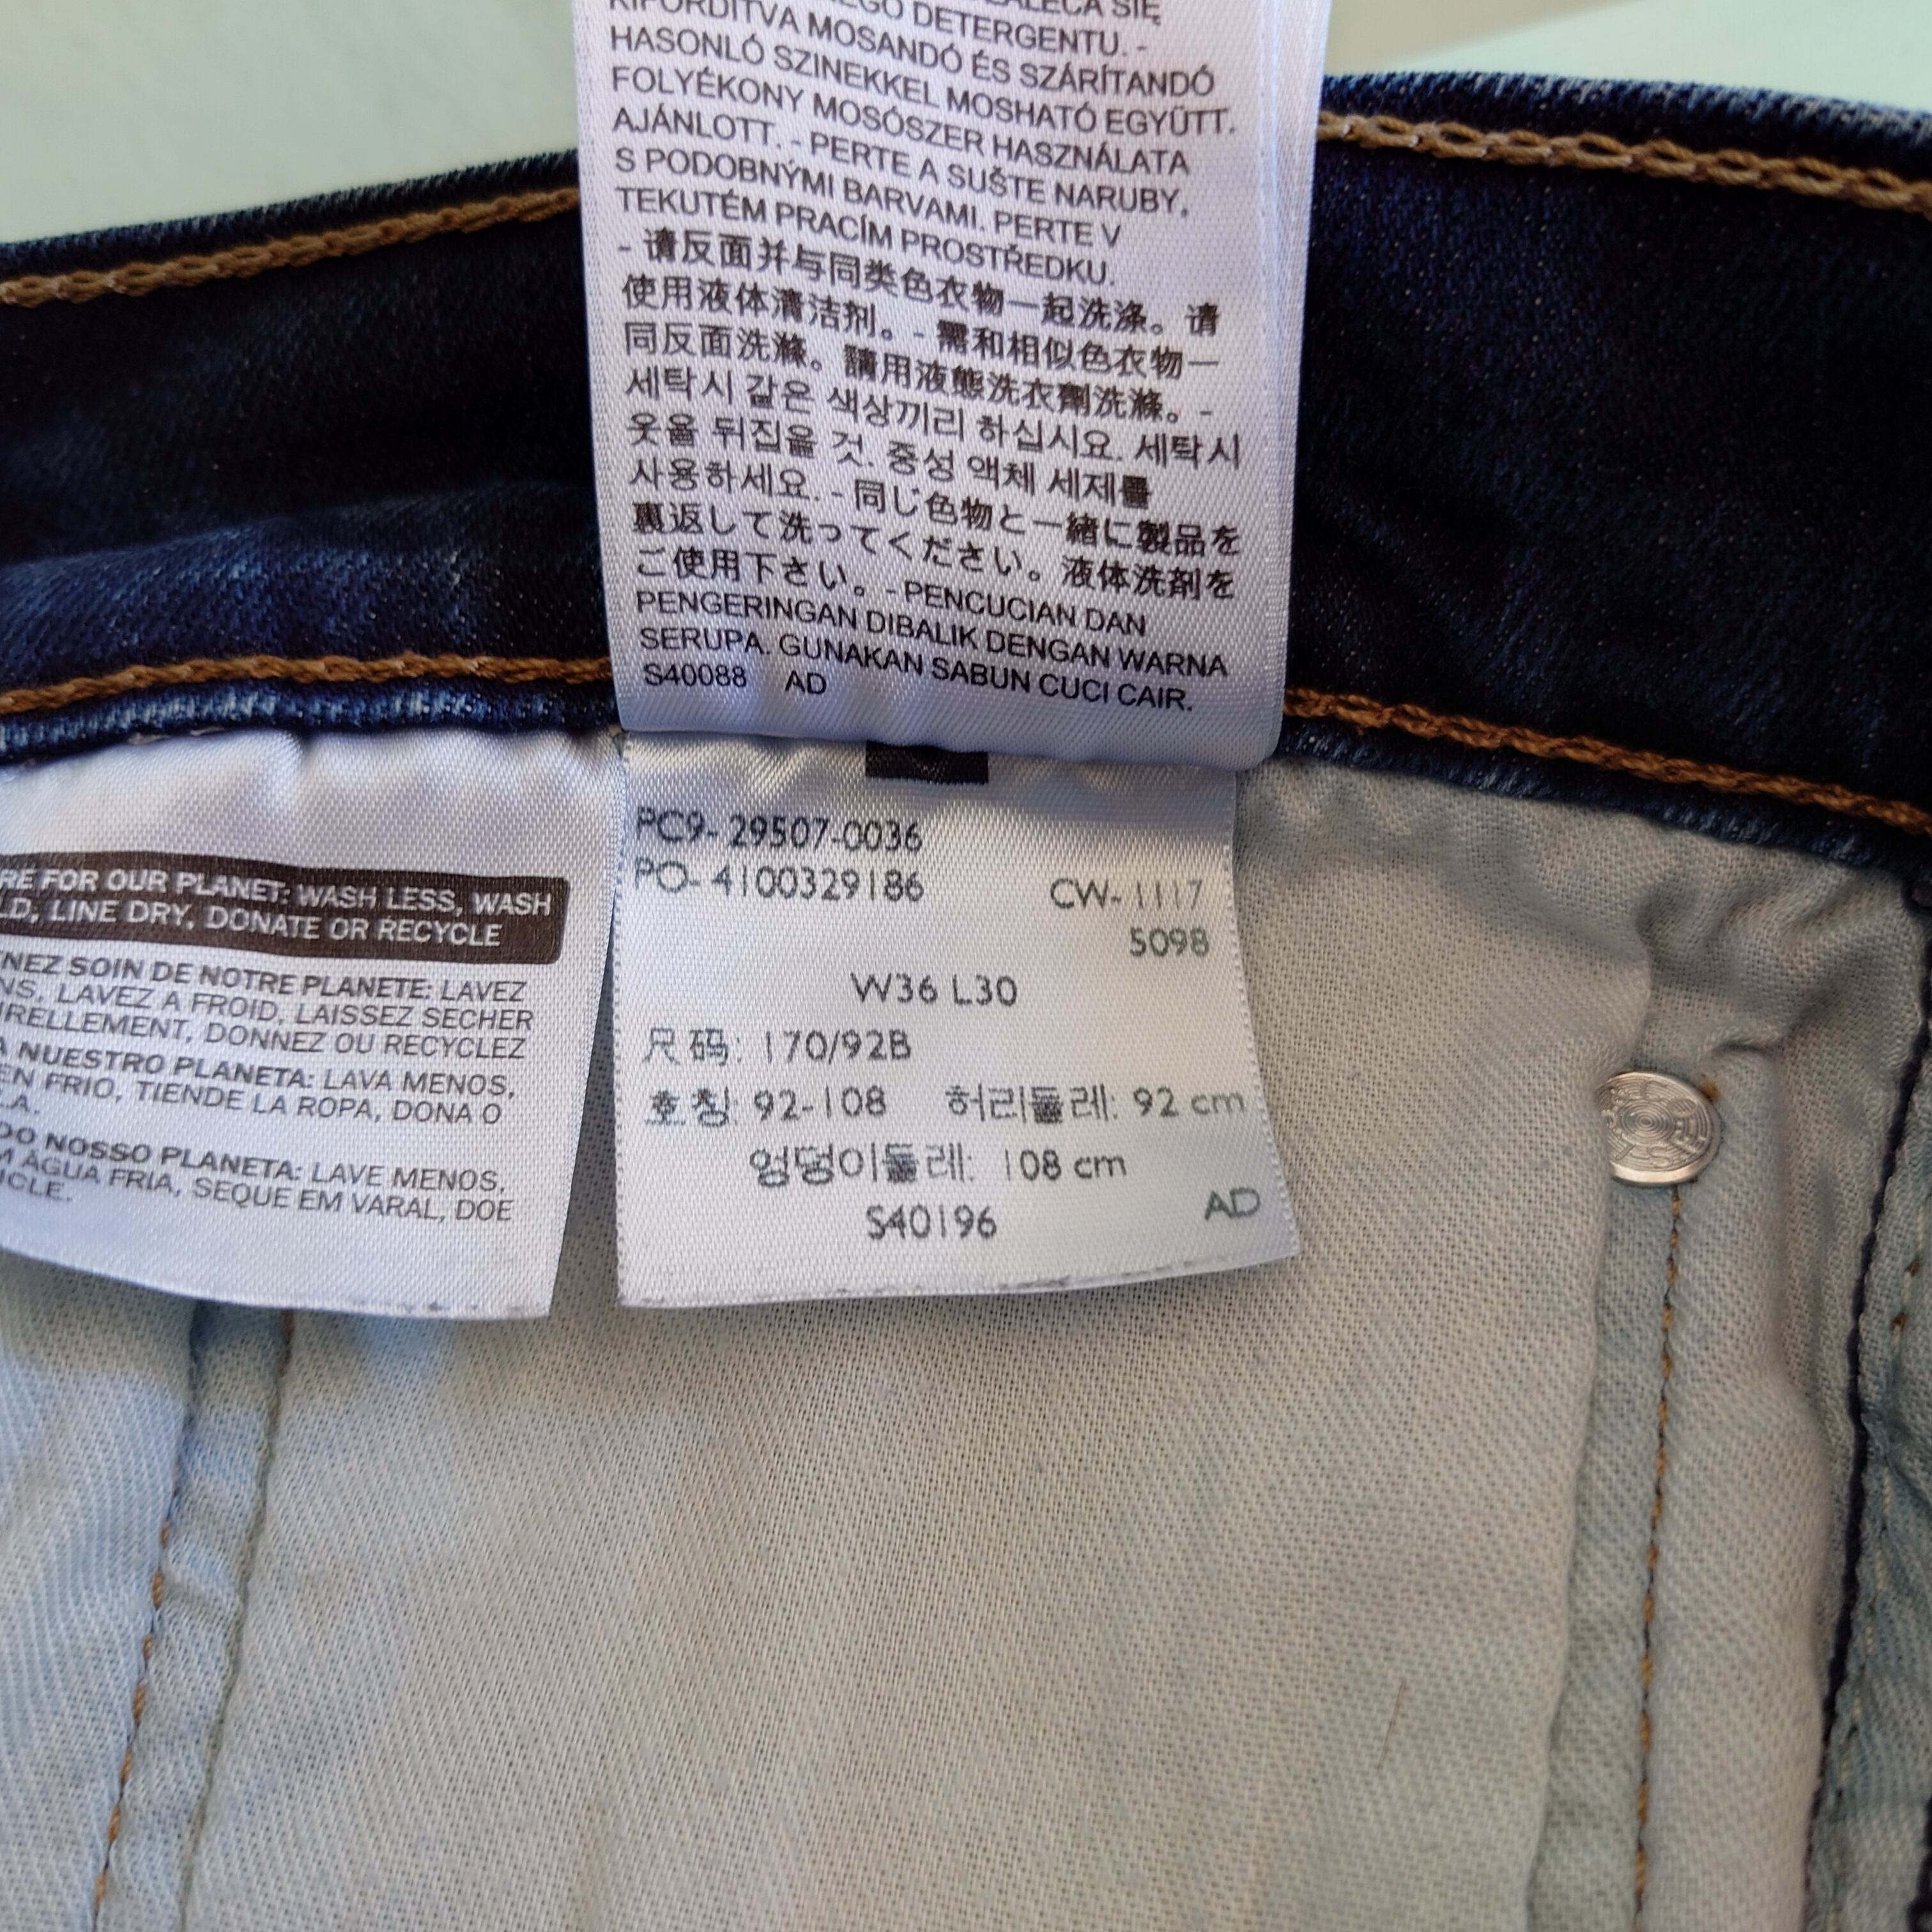 DETERGENTU. -
KIFORDÍTVA MOSANDÓ ÉS SZÁRÍTANDÓ
HASONLÓ SZINEKKEL MOSHATÓ EGYÜTT.
FOLYÉKONY MOSÓSZER HASZNÁLATA
AJÁNLOTT. - PERTE A SUŠTE NARUBY,
S PODOBNÝMI BARVAMI. PERTE V
TEKUTÉM PRACÍM PROSTŘEDKU.
- 请反面并与同类色衣物一起洗涤。请
使用液体清洁剂。- 需和相似色衣物一
同反面洗滌。請用液態洗衣劑洗滌。-
세탁시 같은 색상끼리 하십시요. 세탁시
옷을 뒤집을 것. 중성 액체 세제를
사용하세요. - 同じ色物と一緒に製品を
裏返して洗ってください。液体洗剤を
ご使用下さい。- PENCUCIAN DAN
PENGERINGAN DIBALIK DENGAN WARNA
SERUPA. GUNAKAN SABUN CUCI CAIR.
S40088 AD
RE FOR OUR PLANET: WASH LESS, WASH
LD, LINE DRY, DONATE OR RECYCLE
NEZ SOIN DE NOTRE PLANETE: LAVEZ
NS, LAVEZ A FROID, LAISSEZ SECHER
RELLEMENT, DONNEZ OU RECYCLEZ
A NUESTRO PLANETA: LAVA MENOS,
EN FRIO, TIENDE LA ROPA, DONA O
LA.
DO NOSSO PLANETA: LAVE MENOS,
M AGUA FRIA, SEQUE EM VARAL, DOE
ICLE.
PC9- 29507-0036
PO- 4100329186 CW- 1117
5098
W36 L30
尺码: 170/92B
호칭: 92-108 허리둘레: 92 cm
엉덩이둘레: 108 cm
S40196 AD